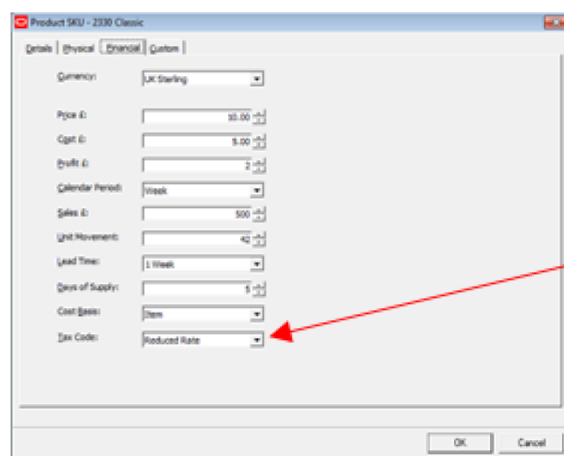 Product SKU - 2330 Classic
Details Physical Financial Custom
Currency: UK Sterling
Price £: 10.00
Cost £: 5.00
Profit £: 2
Calendar Period: Week
Sales £: 500
Unit Movement: 42
Lead Time: 1 Week
Days of Supply: 5
Cost Basis: Item
Tax Code: Reduced Rate
OK Cancel